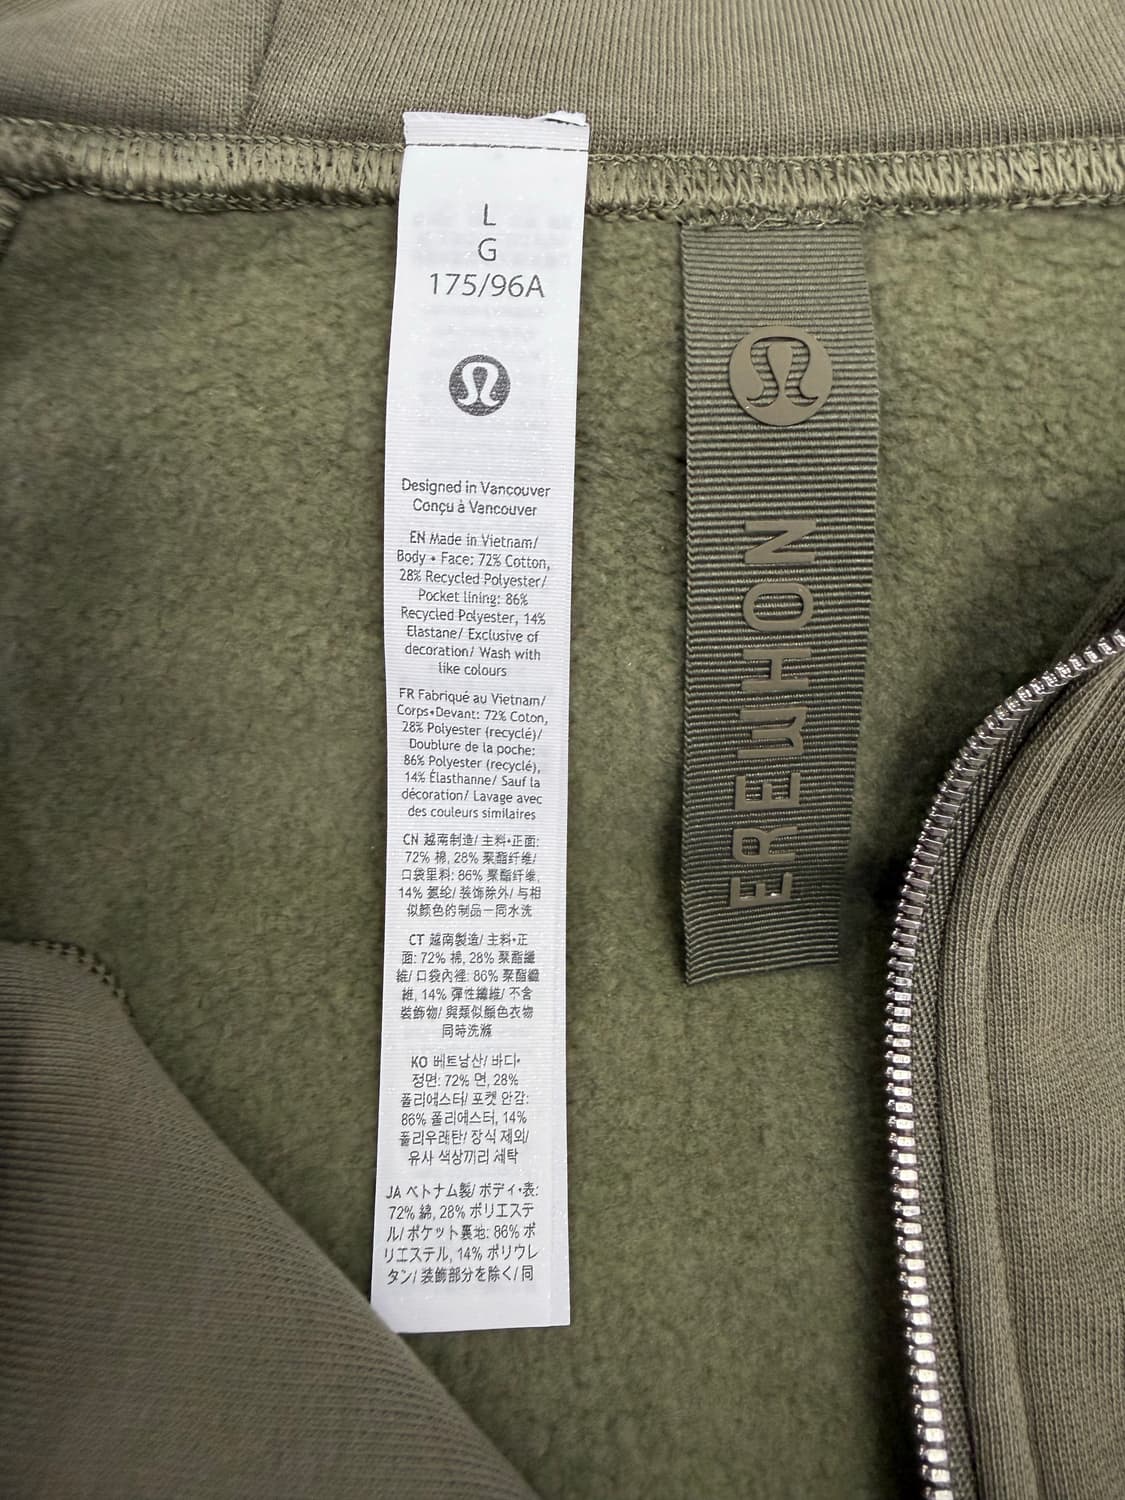 L
G
175/96A
Designed in Vancouver
Conçu à Vancouver
EN Made in Vietnam/
Body • Face: 72% Cotton,
28% Recycled Polyester/
Pocket lining: 86%
Recycled Polyester, 14%
Elastane/ Exclusive of
decoration/ Wash with
like colours
FR Fabriqué au Vietnam/
Corps•Devant: 72% Coton,
28% Polyester (recyclé)/
Doublure de la poche:
86% Polyester (recyclé),
14% Élasthanne/ Sauf la
décoration/ Lavage avec
des couleurs similaires
CN 越南制造/ 主料•正面:
72% 棉, 28% 聚酯纤维/
口袋里料: 86% 聚酯纤维,
14% 氨纶/ 装饰除外/ 与相
似颜色的制品一同水洗
CT 越南製造/ 主料•正
面: 72% 棉, 28% 聚酯纖
維/ 口袋內裡: 86% 聚酯纖
維, 14% 彈性纖維/ 不含
裝飾物/ 與類似顏色衣物
同時洗滌
KO 베트남산/ 바디•
정면: 72% 면, 28%
폴리에스터/ 포켓 안감:
86% 폴리에스터, 14%
폴리우레탄/ 장식 제외/
유사 색상끼리 세탁
JA ベトナム製/ ボディ•表:
72% 綿, 28% ポリエステ
ル/ ポケット裏地: 86% ポ
リエステル, 14% ポリウレ
タン/ 装飾部分を除く/ 同
EREWHON